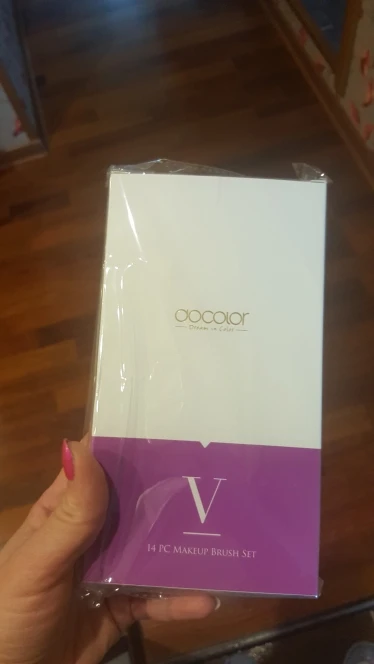 docolor
Dream in Color
V
14 PC MAKEUP BRUSH SET